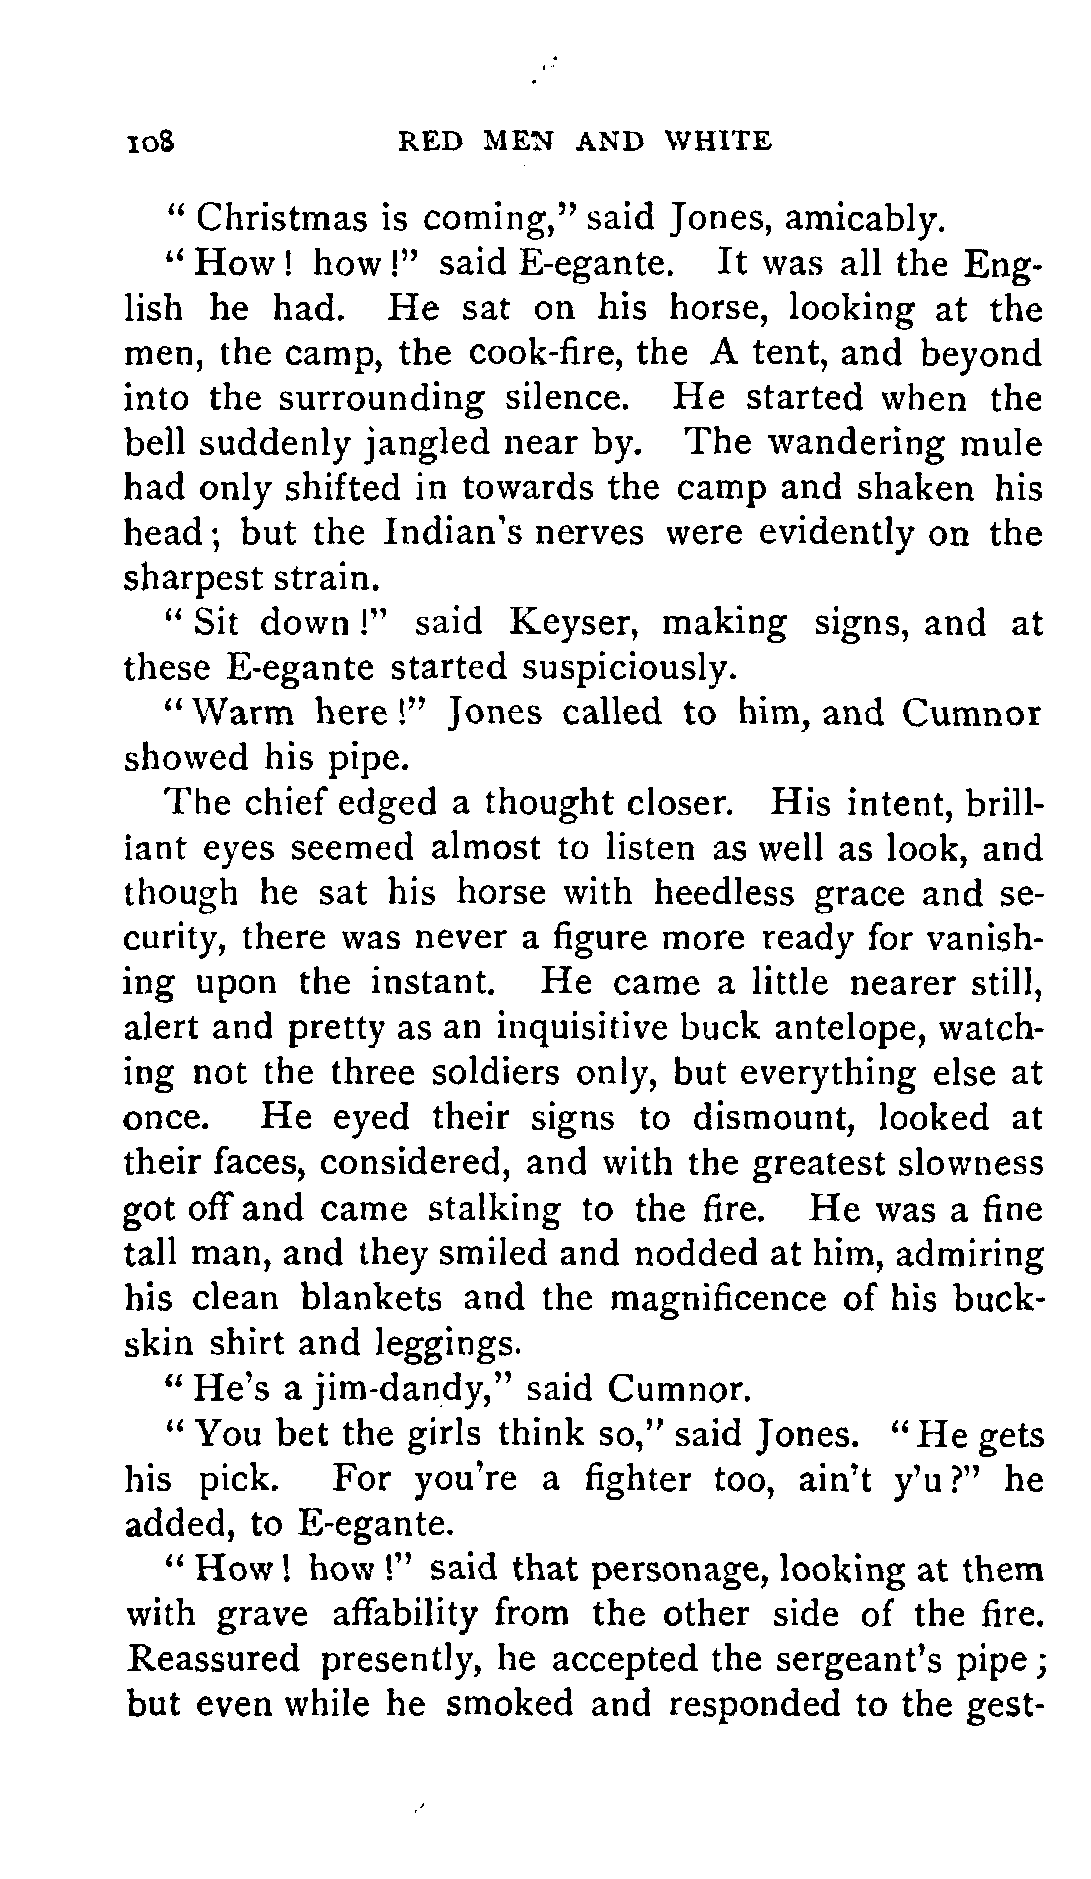 108 RED MEN AND WHITE
“ Christmas is coming,” said Jones, amicably.
“ How ! how !” said E-egante. It was all the Eng-
lish he had. He sat on his horse, looking at the
men, the camp, the cook-fire, the A tent, and beyond
into the surrounding silence. He started when the
bell suddenly jangled near by. The wandering mule
had only shifted in towards the camp and shaken his
head ; but the Indian’s nerves were evidently on the
sharpest strain.
“ Sit down !” said Keyser, making signs, and at
these E-egante started suspiciously.
“ Warm here !” Jones called to him, and Cumnor
showed his pipe.
The chief edged a thought closer. His intent, brill-
iant eyes seemed almost to listen as well as look, and
though he sat his horse with heedless grace and se-
curity, there was never a figure more ready for vanish-
ing upon the instant. He came a little nearer still,
alert and pretty as an inquisitive buck antelope, watch-
ing not the three soldiers only, but everything else at
once. He eyed their signs to dismount, looked at
their faces, considered, and with the greatest slowness
got off and came stalking to the fire. He was a fine
tall man, and they smiled and nodded at him, admiring
his clean blankets and the magnificence of his buck-
skin shirt and leggings.
“ He’s a jim-dandy,” said Cumnor.
“ You bet the girls think so,” said Jones. “ He gets
his pick. For you’re a fighter too, ain’t y’u ?” he
added, to E-egante.
“ How ! how !” said that personage, looking at them
with grave affability from the other side of the fire.
Reassured presently, he accepted the sergeant’s pipe ;
but even while he smoked and responded to the gest-